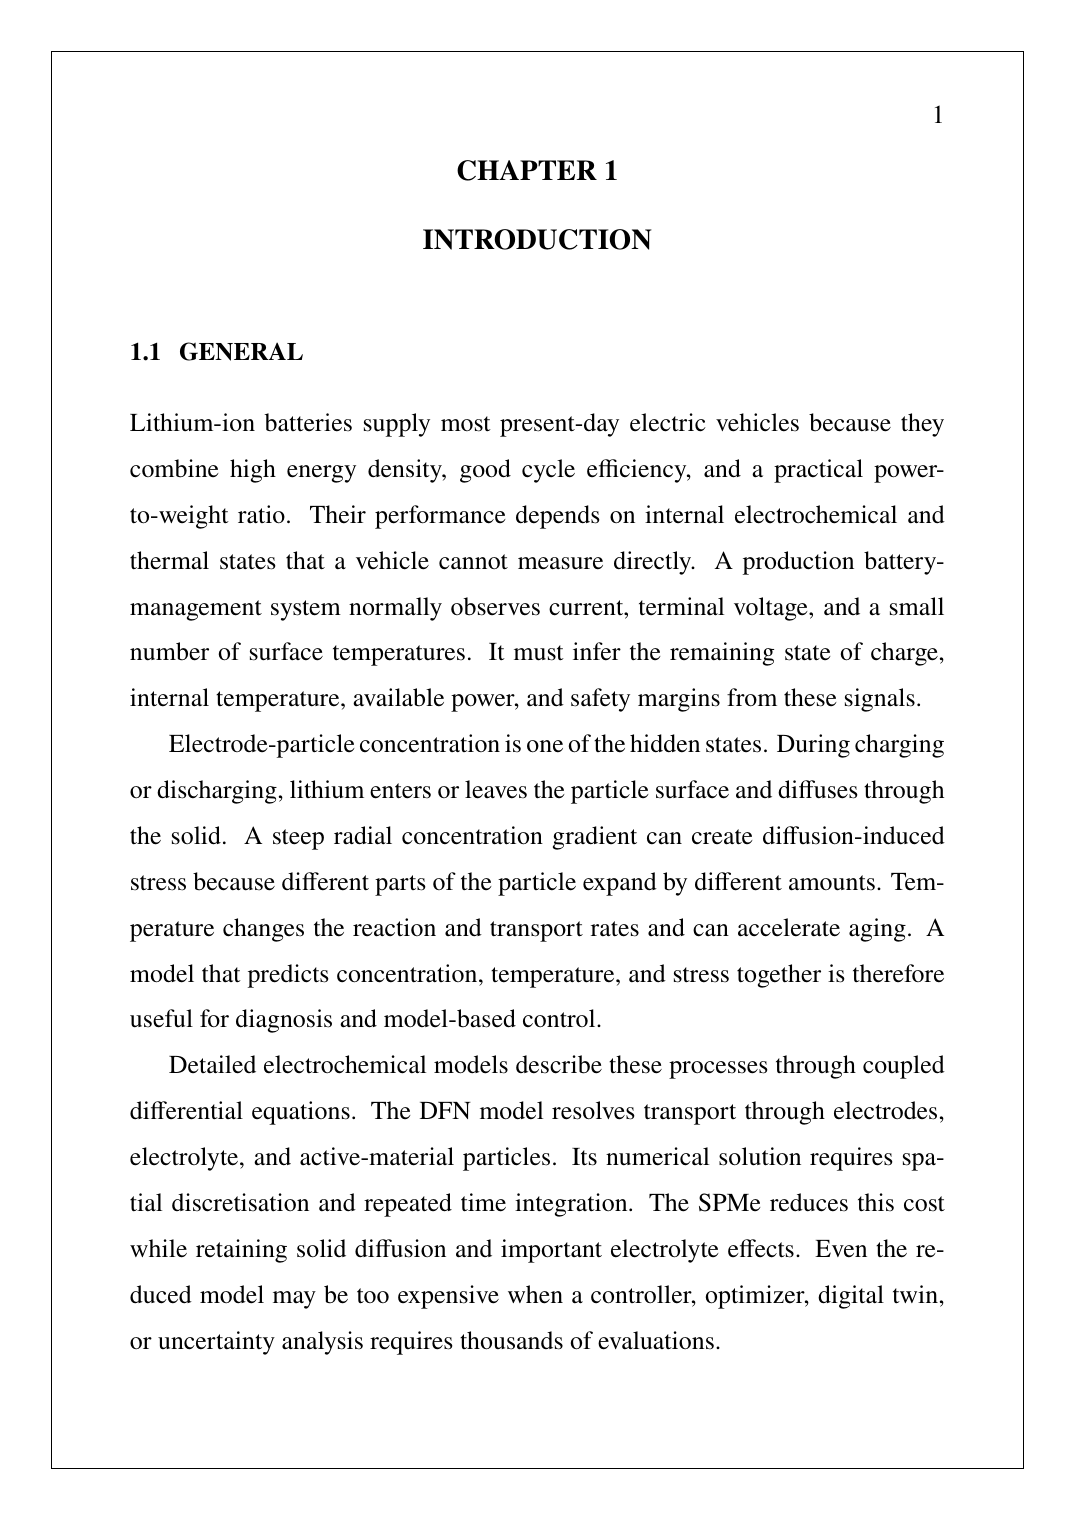 1
CHAPTER 1
INTRODUCTION
1.1 GENERAL
Lithium-ion batteries supply most present-day electric vehicles because they
combine high energy density, good cycle efficiency, and a practical power-
to-weight ratio. Their performance depends on internal electrochemical and
thermal states that a vehicle cannot measure directly. A production battery-
management system normally observes current, terminal voltage, and a small
number of surface temperatures. It must infer the remaining state of charge,
internal temperature, available power, and safety margins from these signals.
Electrode-particle concentration is one of the hidden states. During charging
or discharging, lithium enters or leaves the particle surface and diffuses through
the solid. A steep radial concentration gradient can create diffusion-induced
stress because different parts of the particle expand by different amounts. Tem-
perature changes the reaction and transport rates and can accelerate aging. A
model that predicts concentration, temperature, and stress together is therefore
useful for diagnosis and model-based control.
Detailed electrochemical models describe these processes through coupled
differential equations. The DFN model resolves transport through electrodes,
electrolyte, and active-material particles. Its numerical solution requires spa-
tial discretisation and repeated time integration. The SPMe reduces this cost
while retaining solid diffusion and important electrolyte effects. Even the re-
duced model may be too expensive when a controller, optimizer, digital twin,
or uncertainty analysis requires thousands of evaluations.